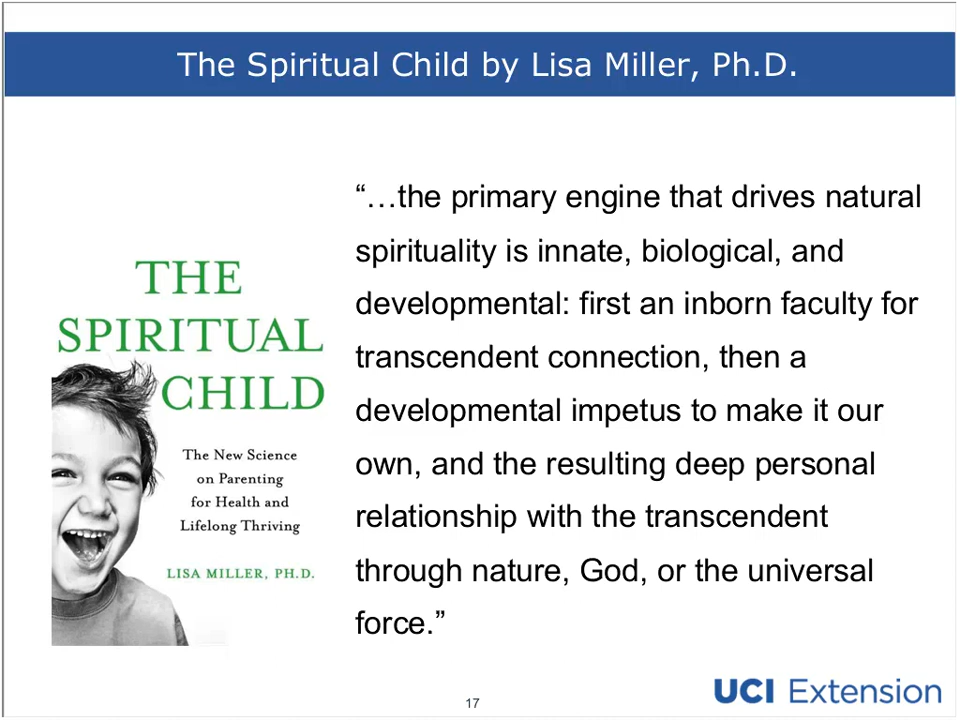 The Spiritual Child by Lisa Miller, Ph.D.
THE
SPIRITUAL
CHILD
The New Science
on Parenting
for Health and
Lifelong Thriving
LISA MILLER, PH.D.
“…the primary engine that drives natural
spirituality is innate, biological, and
developmental: first an inborn faculty for
transcendent connection, then a
developmental impetus to make it our
own, and the resulting deep personal
relationship with the transcendent
through nature, God, or the universal
force.”
17
UCI Extension